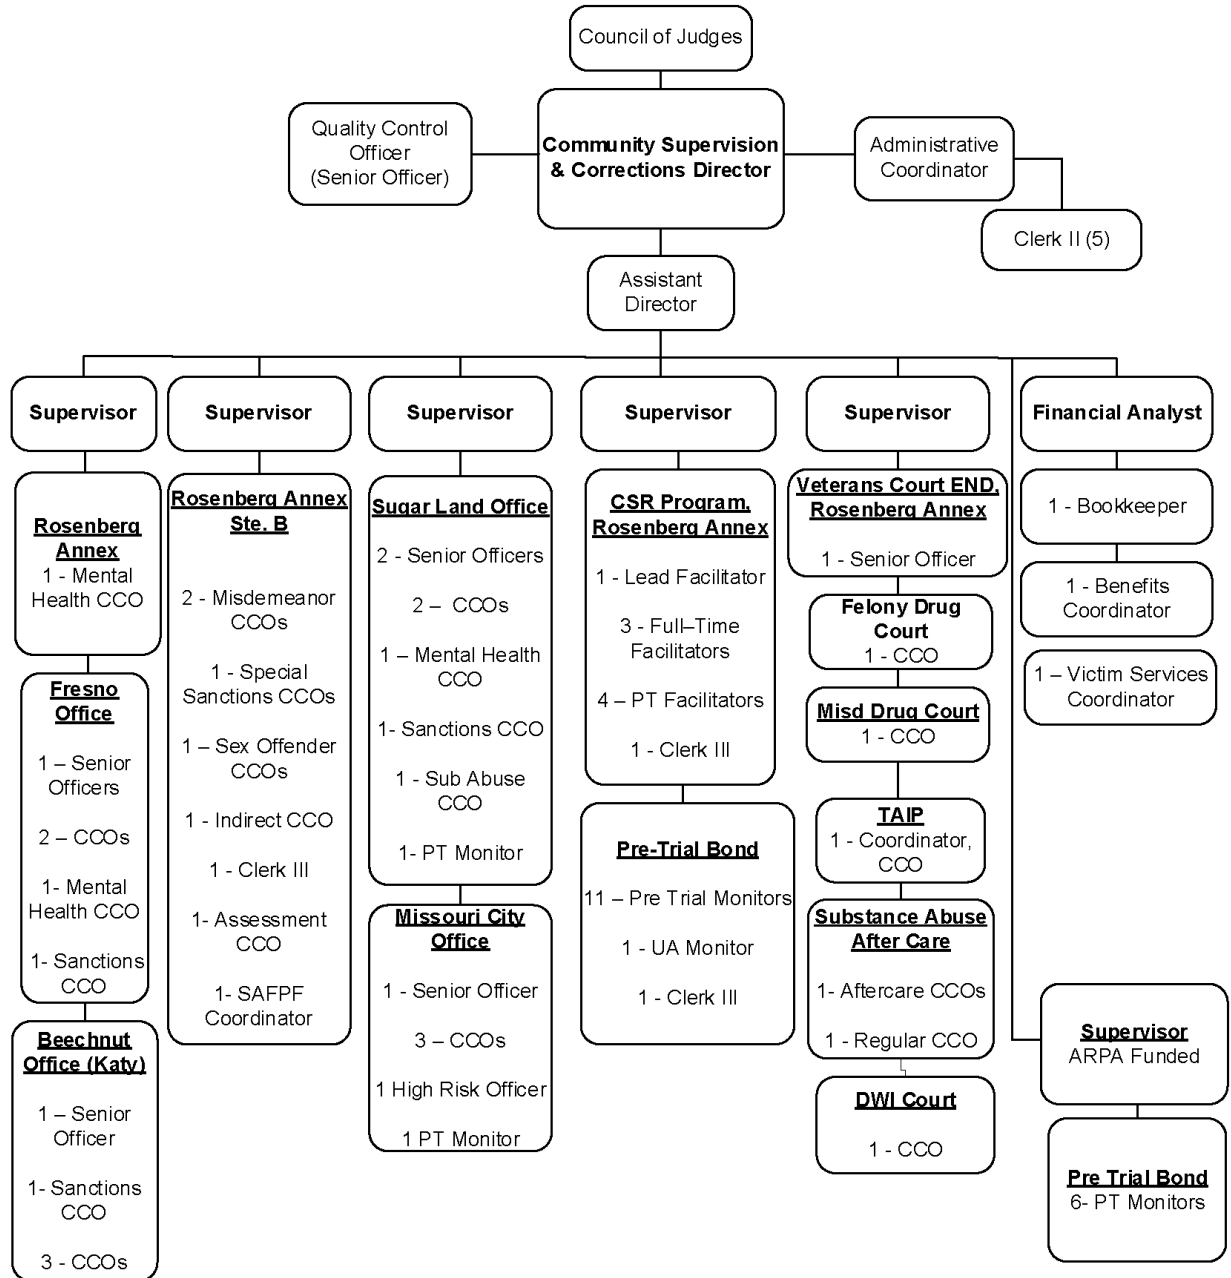 Council of Judges
Quality Control
Officer
(Senior Officer)
Community Supervision
& Corrections Director
Administrative
Coordinator
Clerk II (5)
Assistant
Director
Supervisor
Supervisor
Supervisor
Supervisor
Supervisor
Financial Analyst
Rosenberg
Annex
1 - Mental
Health CCO
Fresno
Office
1 – Senior
Officers
2 – CCOs
1- Mental
Health CCO
1- Sanctions
CCO
Beechnut
Office (Katy)
1 – Senior
Officer
1- Sanctions
CCO
3 - CCOs
Rosenberg Annex
Ste. B
2 - Misdemeanor
CCOs
1 - Special
Sanctions CCOs
1 – Sex Offender
CCOs
1 - Indirect CCO
1 - Clerk III
1- Assessment
CCO
1- SAFPF
Coordinator
Sugar Land Office
2 - Senior Officers
2 – CCOs
1 – Mental Health
CCO
1- Sanctions CCO
1 - Sub Abuse
CCO
1- PT Monitor
Missouri City
Office
1 - Senior Officer
3 – CCOs
1 High Risk Officer
1 PT Monitor
CSR Program,
Rosenberg Annex
1 - Lead Facilitator
3 - Full–Time
Facilitators
4 – PT Facilitators
1 - Clerk III
Pre-Trial Bond
11 – Pre Trial Monitors
1 - UA Monitor
1 - Clerk III
Veterans Court END,
Rosenberg Annex
1 - Senior Officer
Felony Drug
Court
1 - CCO
Misd Drug Court
1 - CCO
TAIP
1 - Coordinator,
CCO
Substance Abuse
After Care
1- Aftercare CCOs
1 - Regular CCO
DWI Court
1 - CCO
1 - Bookkeeper
1 - Benefits
Coordinator
1 – Victim Services
Coordinator
Supervisor
ARPA Funded
Pre Trial Bond
6- PT Monitors